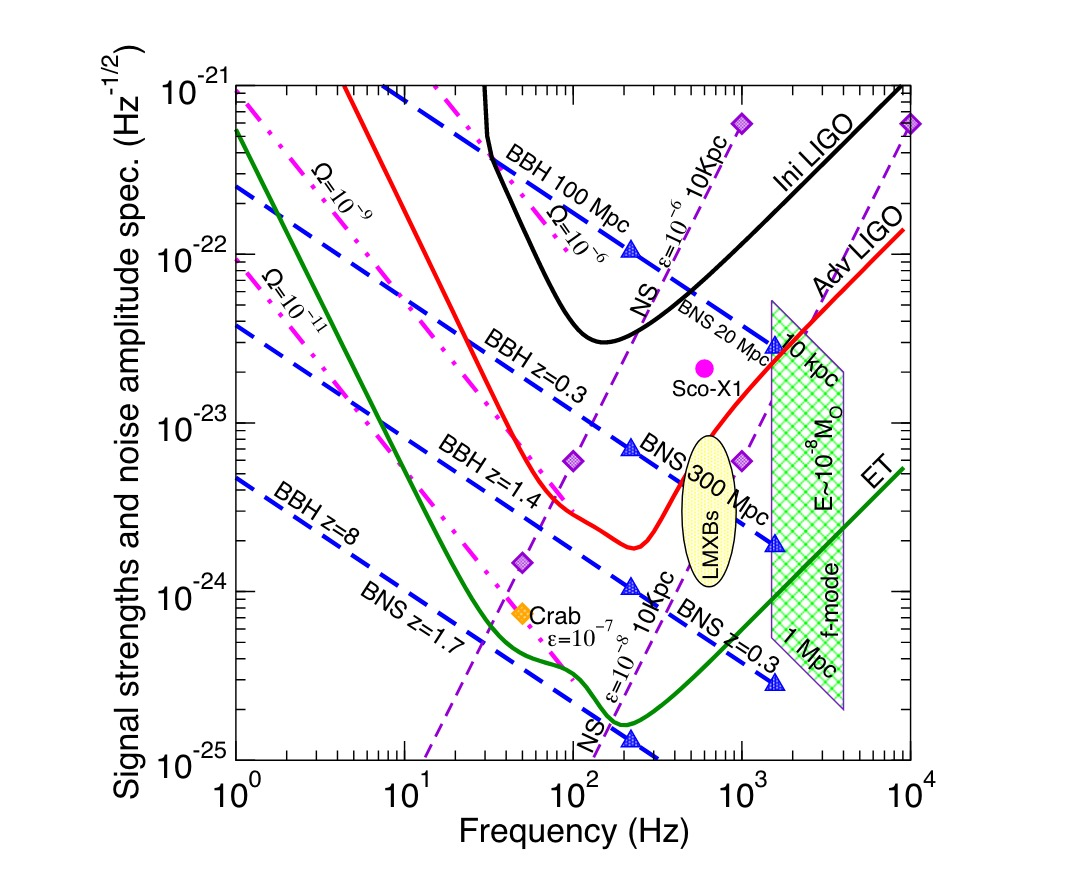 Signal strengths and noise amplitude spec. (Hz^-1/2)
10^-21
10^-22
10^-23
10^-24
10^-25
BBH 100 Mpc
Ω=10^-9
Ω=10^-6
NS ε=10^-6 10Kpc
Ini LIGO
Adv LIGO
Ω=10^-11
BNS 20 Mpc
10 kpc
BBH z=0.3
Sco-X1
BNS 300 Mpc
E~10^-8 M_O
ET
BBH z=1.4
LMXBs
BBH z=8
f-mode
Crab
ε=10^-7
BNS z=1.7
NS ε=10^-8 10Kpc
BNS z=0.3
1 Mpc
10^0
10^1
10^2
10^3
10^4
Frequency (Hz)